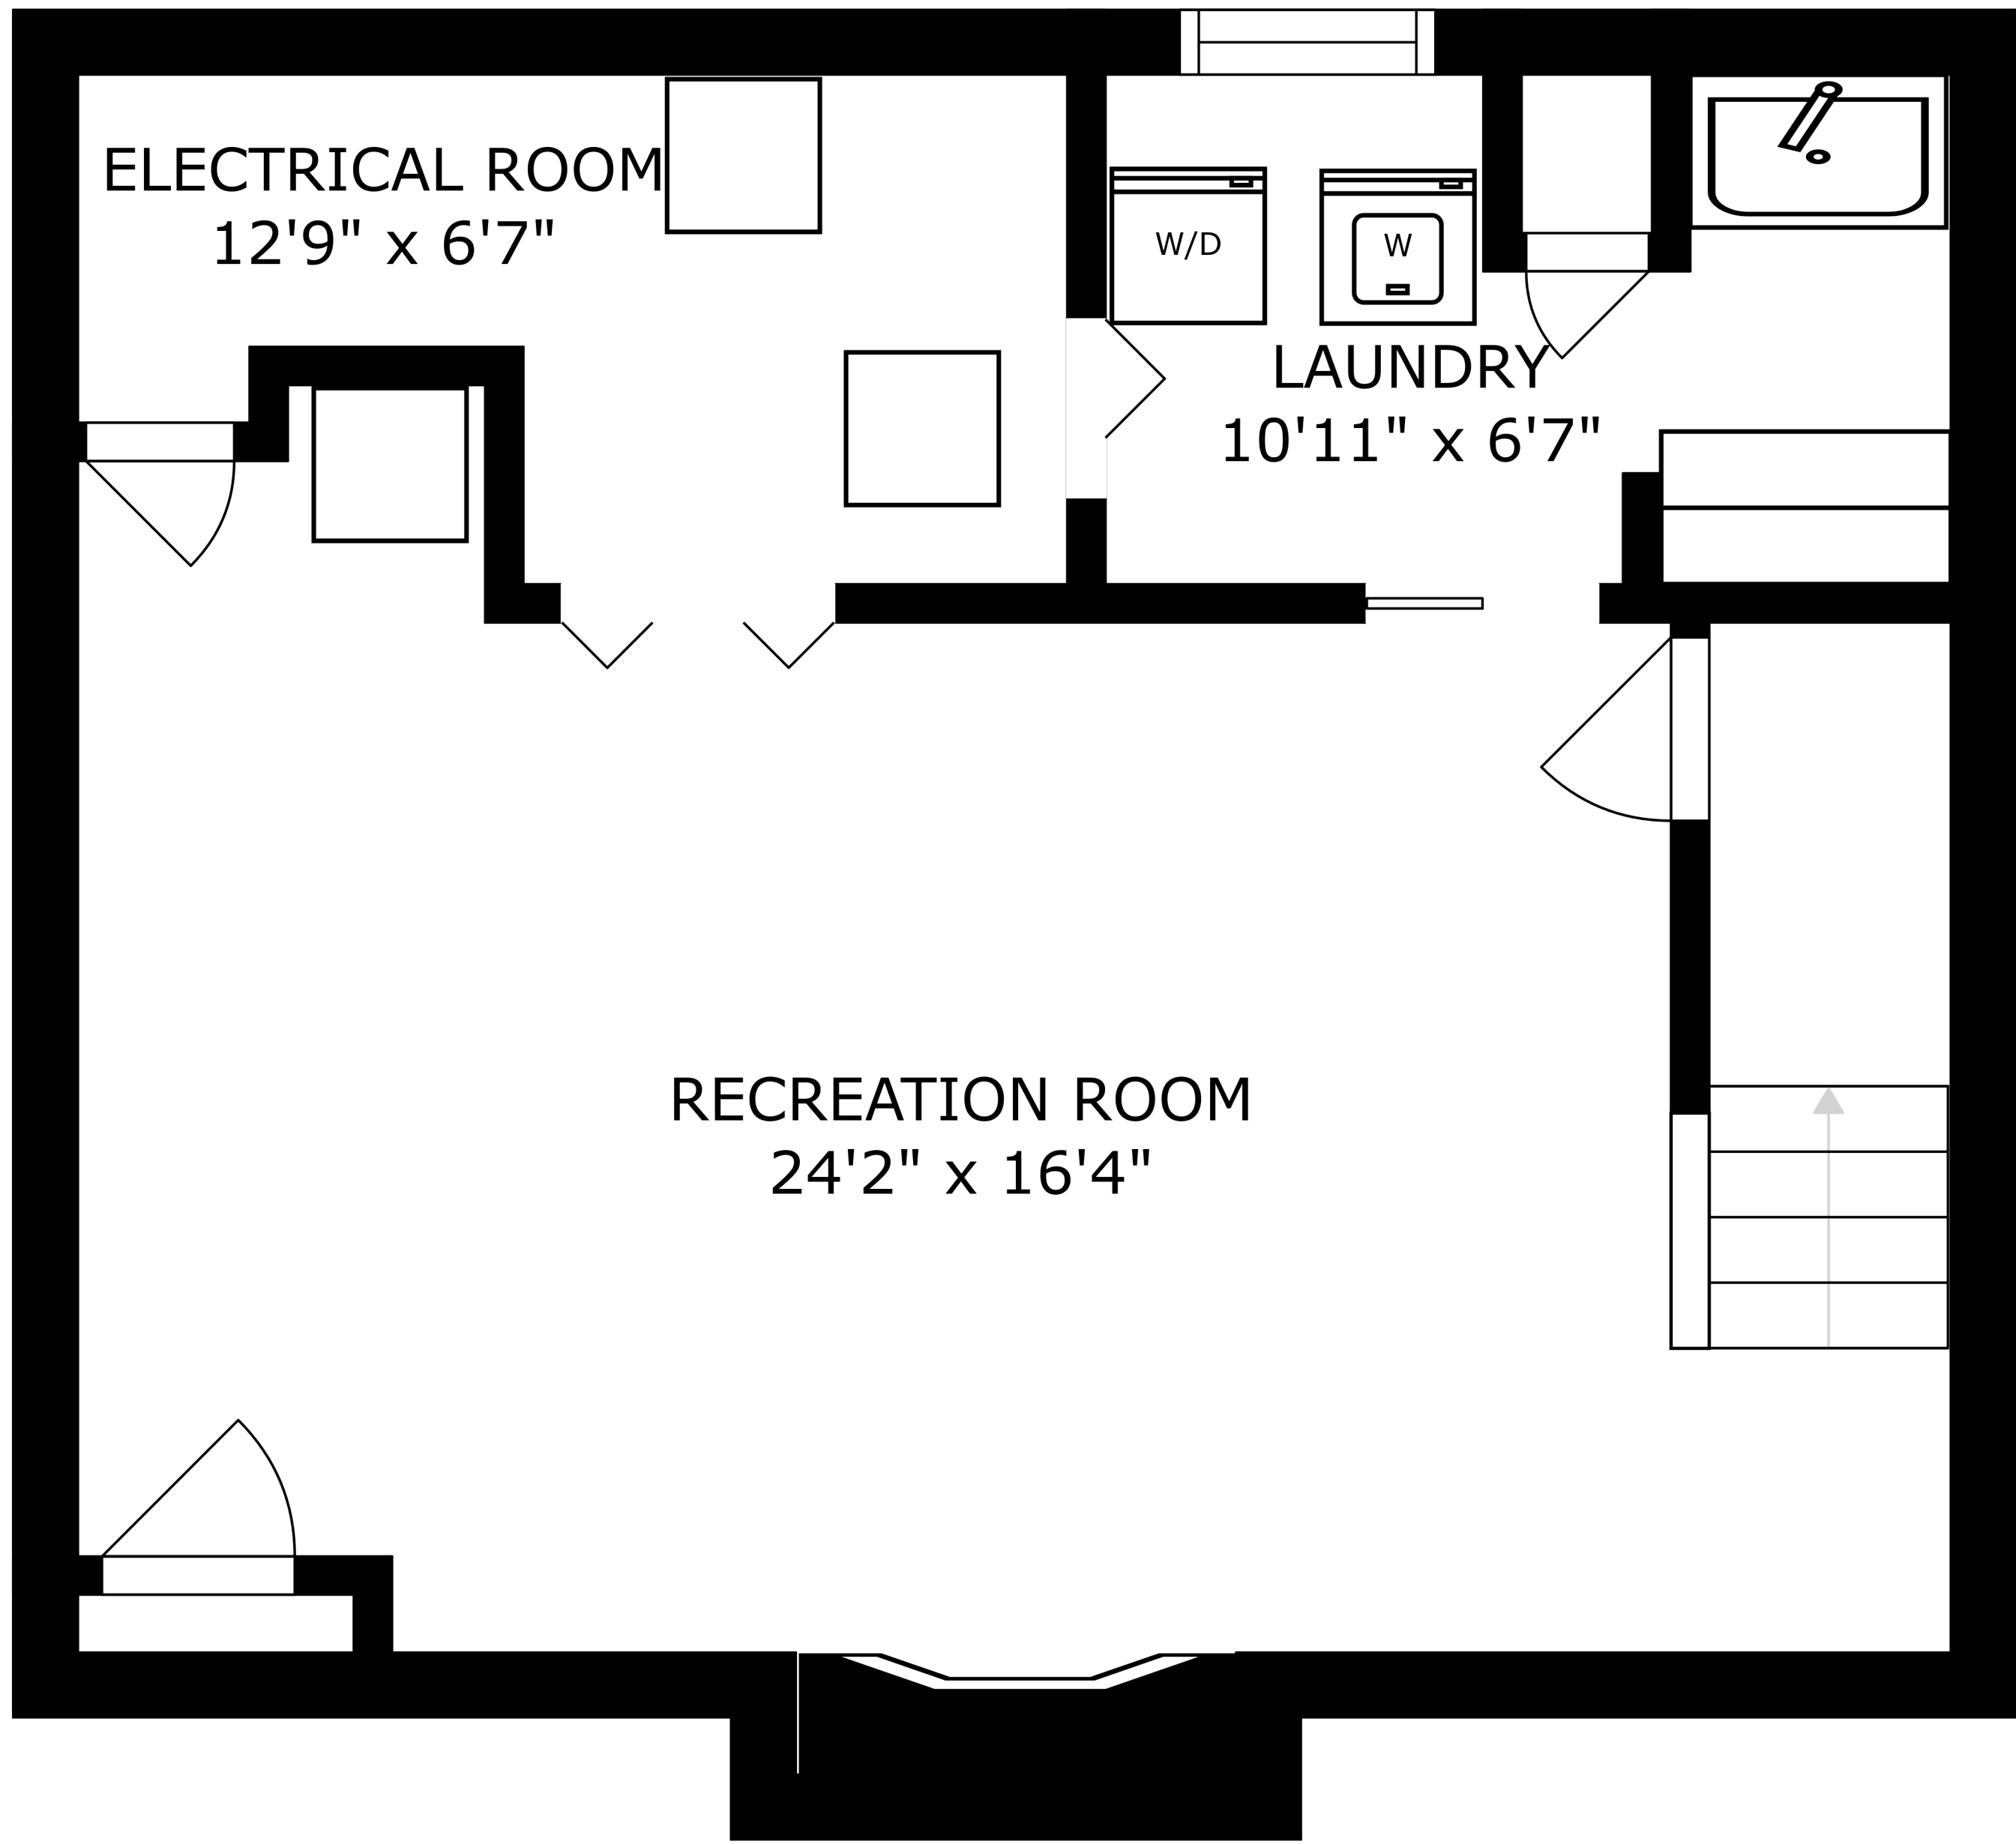 ELECTRICAL ROOM
12'9" x 6'7"
W/D
W
LAUNDRY
10'11" x 6'7"
RECREATION ROOM
24'2" x 16'4"